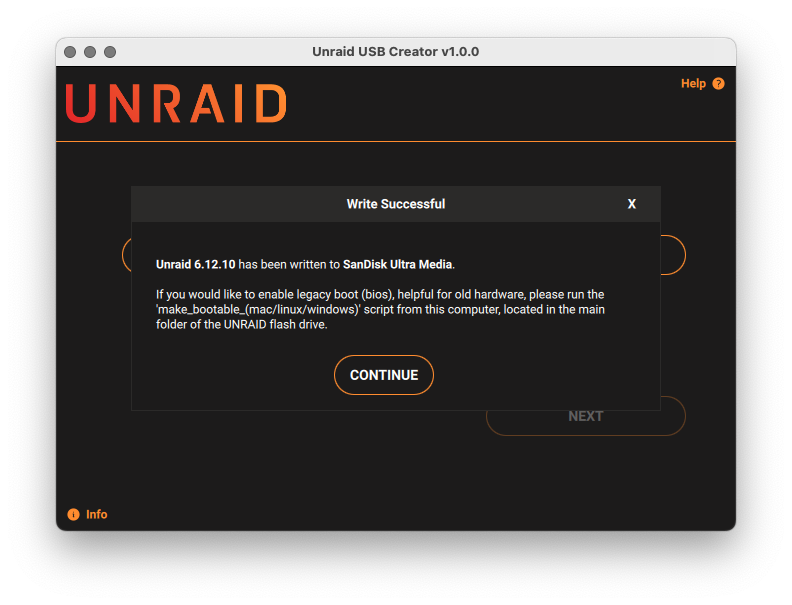 Unraid USB Creator v1.0.0
UNRAID
Help ?
Write Successful
X
Unraid 6.12.10 has been written to SanDisk Ultra Media.
If you would like to enable legacy boot (bios), helpful for old hardware, please run the
'make_bootable_(mac/linux/windows)' script from this computer, located in the main
folder of the UNRAID flash drive.
CONTINUE
NEXT
i Info